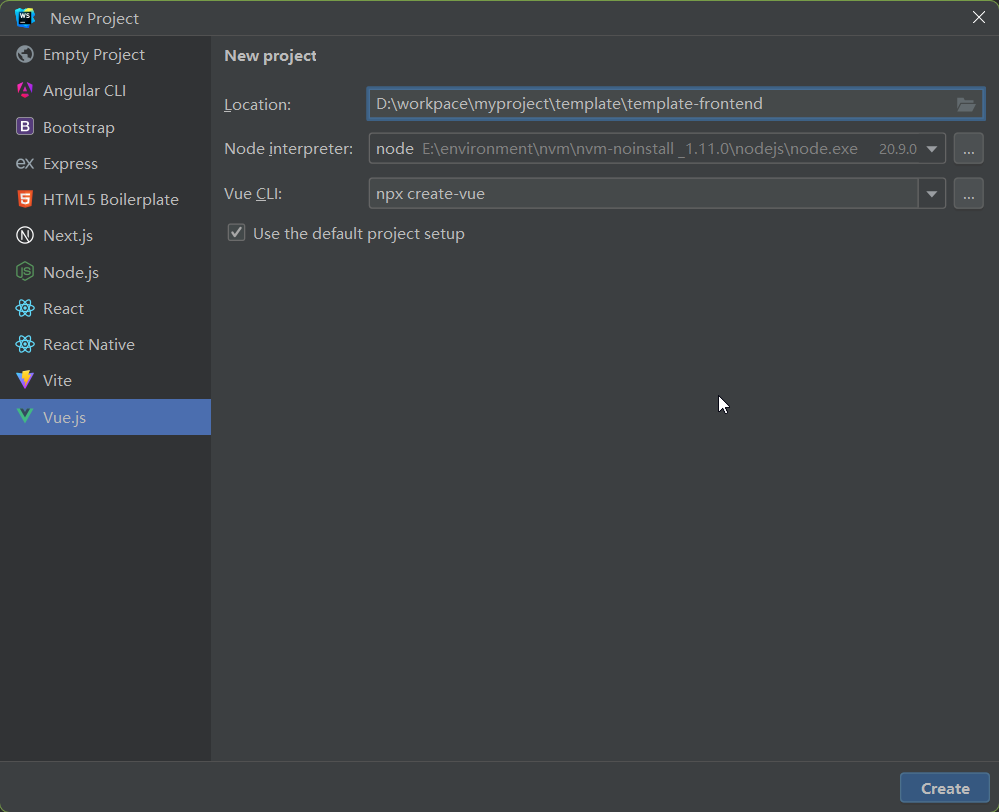 New Project
Empty Project
Angular CLI
Bootstrap
Express
HTML5 Boilerplate
Next.js
Node.js
React
React Native
Vite
Vue.js
New project
Location: D:\workpace\myproject\template\template-frontend
Node interpreter: node E:\environment\nvm\nvm-noinstall _1.11.0\nodejs\node.exe 20.9.0 ...
Vue CLI: npx create-vue ...
Use the default project setup
Create